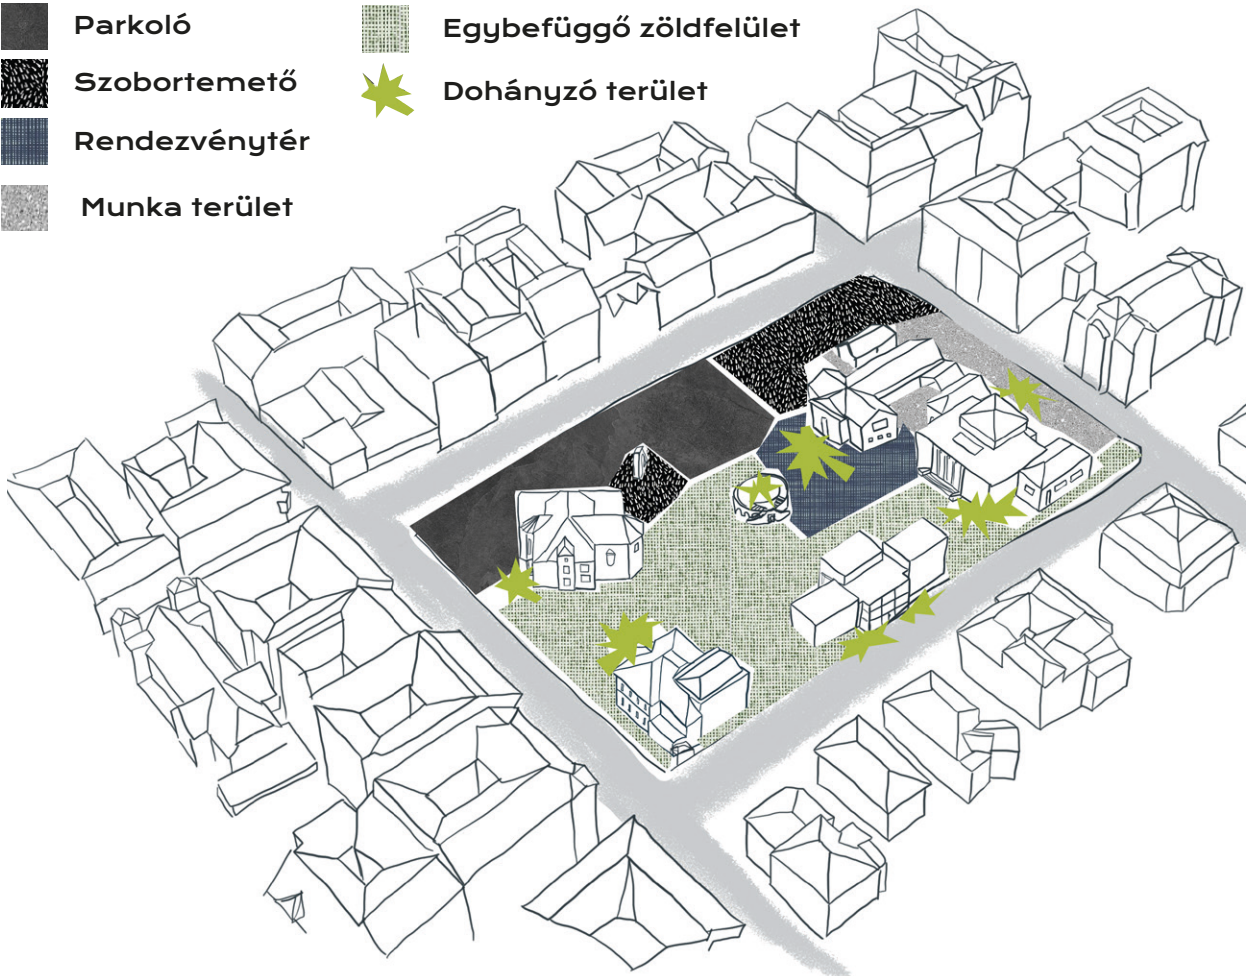 Parkoló
Szobortemető
Rendezvénytér
Munka terület
Egybefüggő zöldfelület
Dohányzó terület